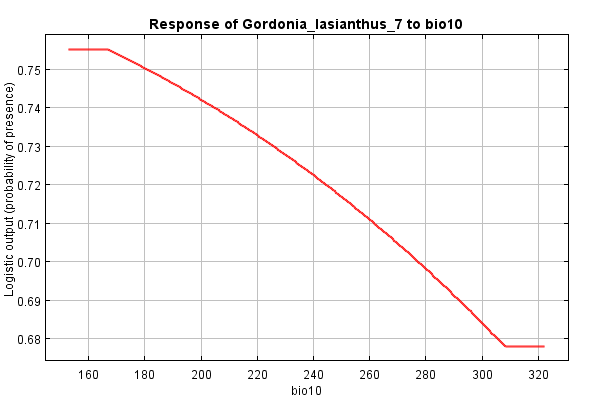 Response of Gordonia_lasianthus_7 to bio10
Logistic output (probability of presence)
0.75
0.74
0.73
0.72
0.71
0.70
0.69
0.68
160 180 200 220 240 260 280 300 320
bio10